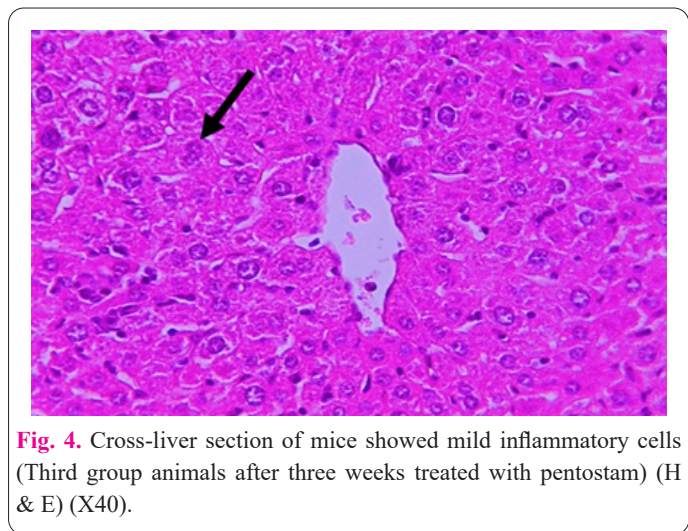 Fig. 4. Cross-liver section of mice showed mild inflammatory cells
(Third group animals after three weeks treated with pentostam) (H
& E) (X40).